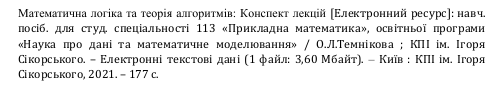 Математична логіка та теорія алгоритмів: Конспект лекцій [Електронний ресурс]: навч.
посіб. для студ. спеціальності 113 «Прикладна математика», освітньої програми
«Наука про дані та математичне моделювання» / О.Л.Темнікова ; КПІ ім. Ігоря
Сікорського. – Електронні текстові дані (1 файл: 3,60 Мбайт). – Київ : КПІ ім. Ігоря
Сікорського, 2021. – 177 с.